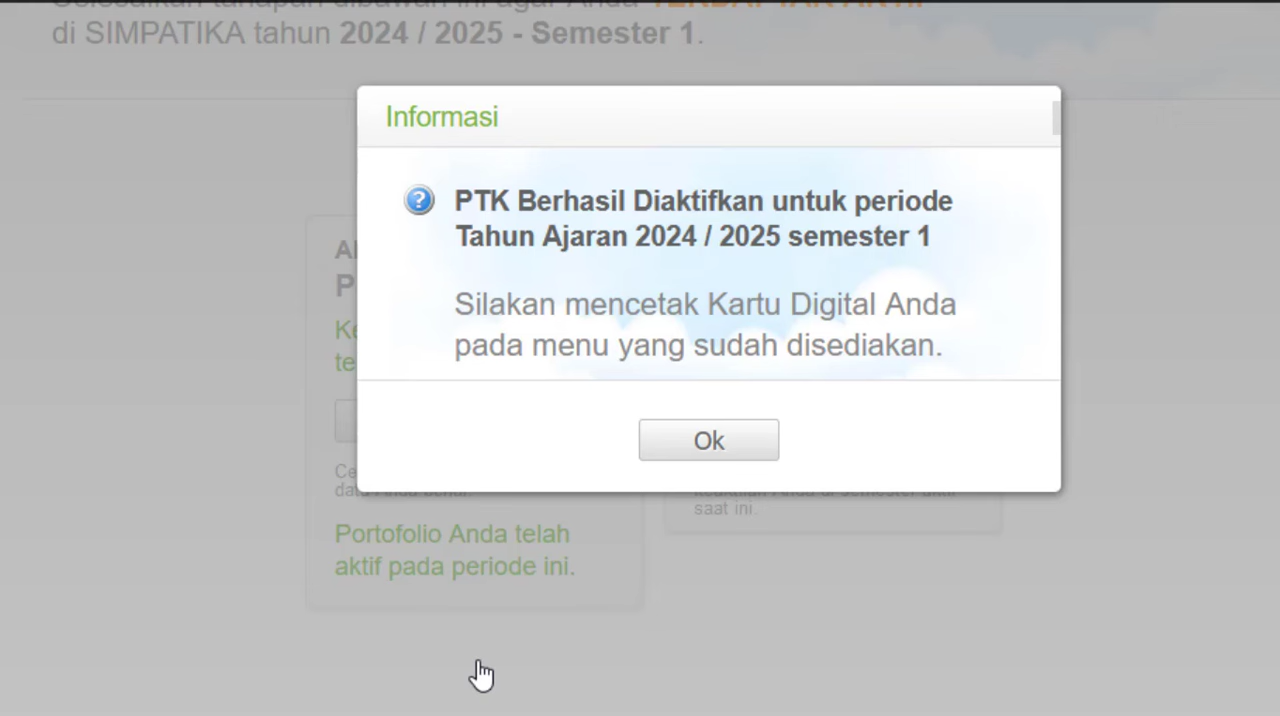 di SIMPATIKA tahun 2024 / 2025 - Semester 1.
Informasi
PTK Berhasil Diaktifkan untuk periode
Tahun Ajaran 2024 / 2025 semester 1
Silakan mencetak Kartu Digital Anda
pada menu yang sudah disediakan.
Ok
saat ini.
Portofolio Anda telah
aktif pada periode ini.